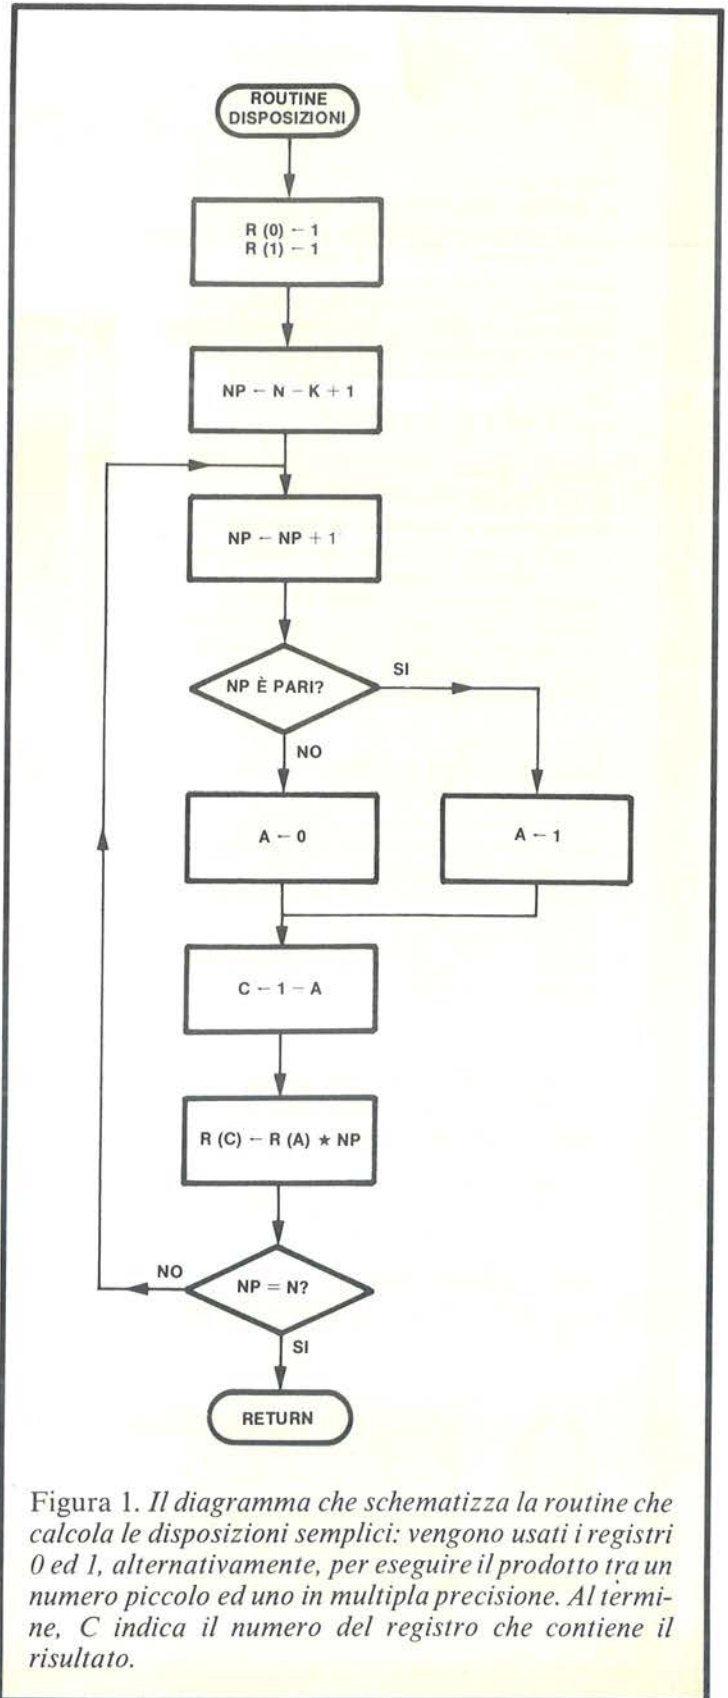 ROUTINE
DISPOSIZIONI
R (0) ← 1
R (1) ← 1
NP ← N − K + 1
NP ← NP + 1
NP È PARI?
SI
NO
A ← 0
A ← 1
C ← 1 − A
R (C) ← R (A) ★ NP
NO
NP = N?
SI
RETURN
Figura 1. Il diagramma che schematizza la routine che
calcola le disposizioni semplici: vengono usati i registri
0 ed 1, alternativamente, per eseguire il prodotto tra un
numero piccolo ed uno in multipla precisione. Al termi-
ne, C indica il numero del registro che contiene il
risultato.